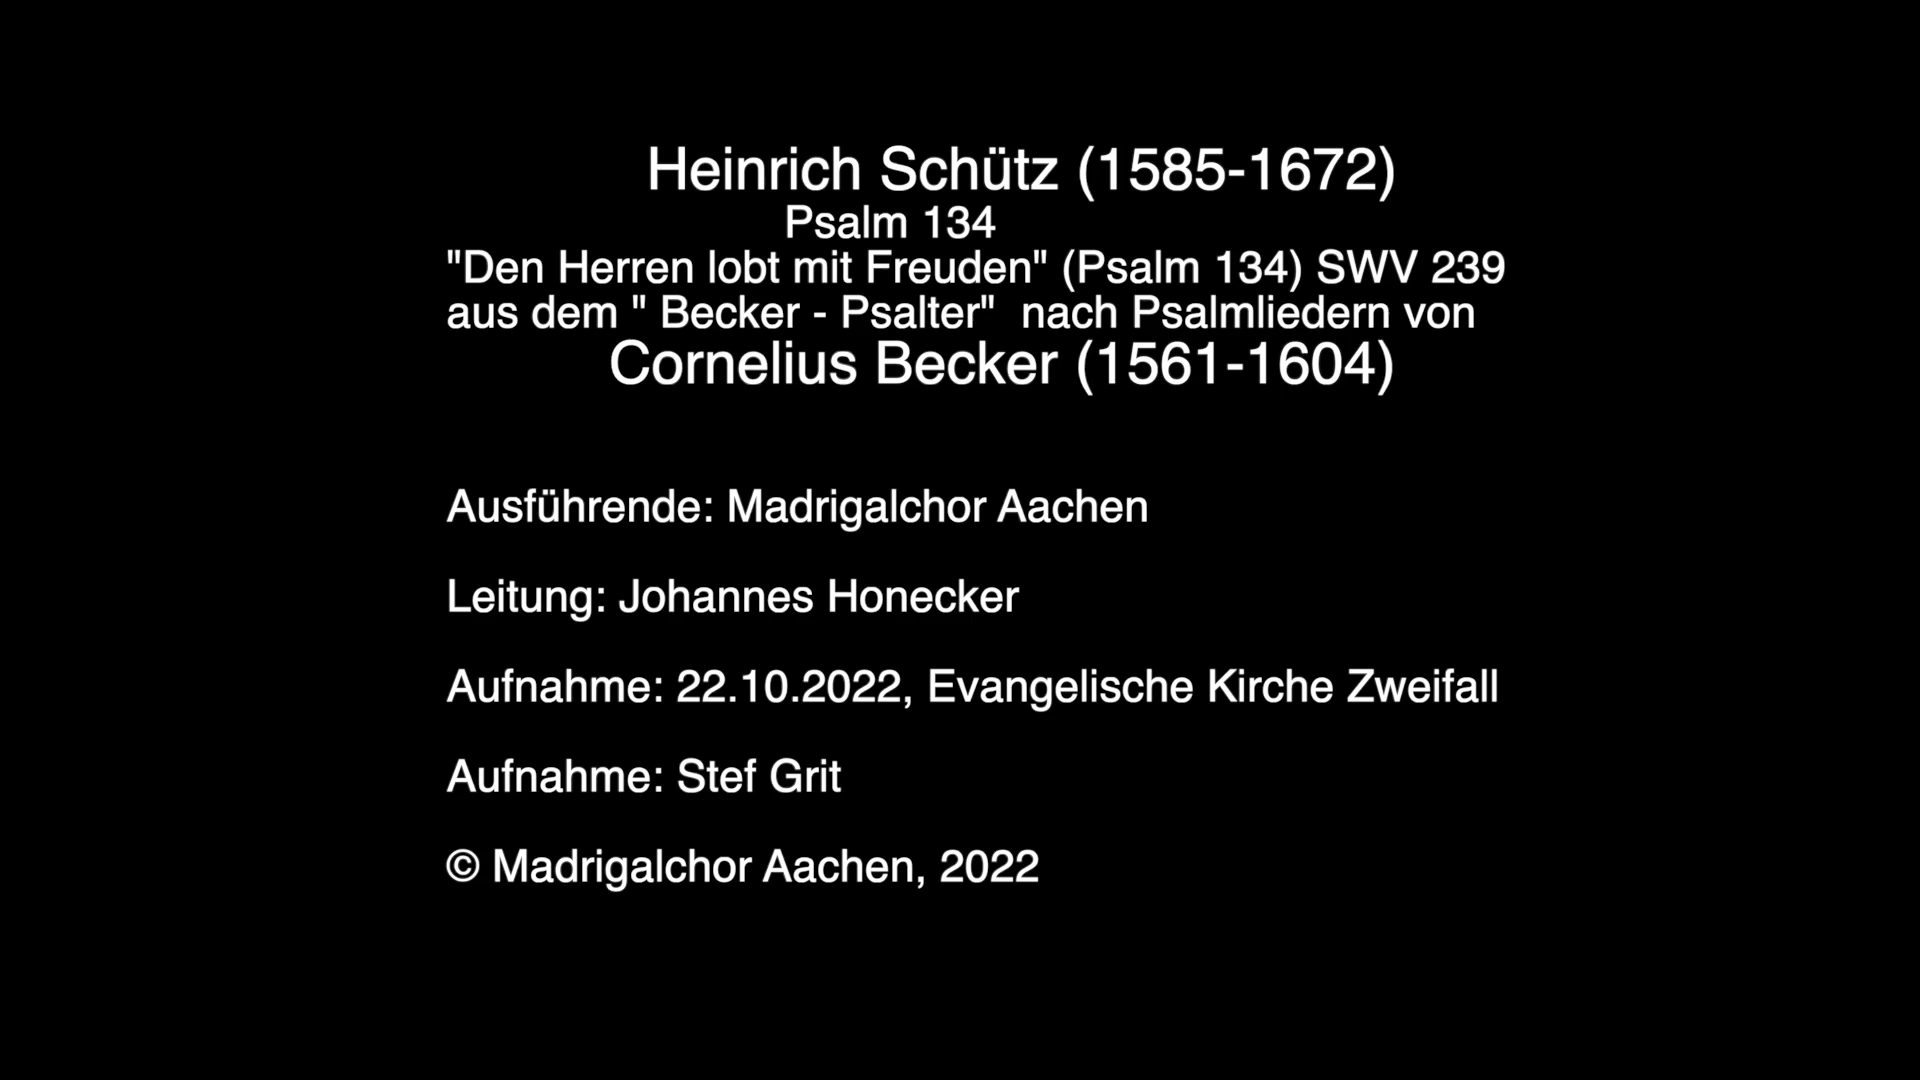 Heinrich Schütz (1585-1672)
Psalm 134
"Den Herren lobt mit Freuden" (Psalm 134) SWV 239
aus dem " Becker - Psalter"  nach Psalmliedern von
Cornelius Becker (1561-1604)
Ausführende: Madrigalchor Aachen
Leitung: Johannes Honecker
Aufnahme: 22.10.2022, Evangelische Kirche Zweifall
Aufnahme: Stef Grit
© Madrigalchor Aachen, 2022